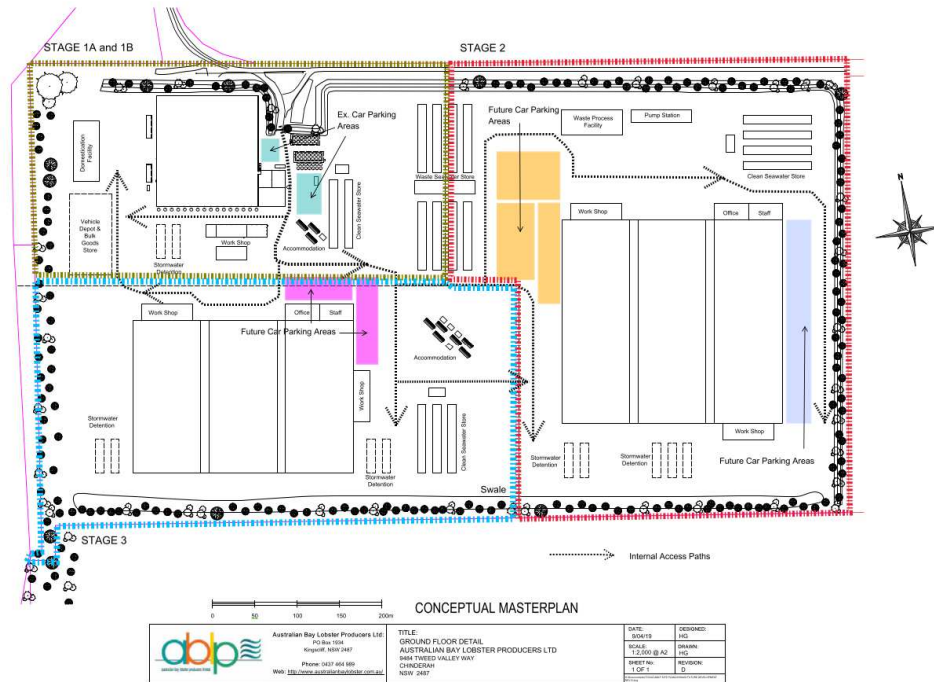 STAGE 1A and 1B
STAGE 2
Ex. Car Parking
Areas
Future Car Parking
Areas
Waste Process
Facility
Pump Station
Domestication
Facility
Waste Seawater Store
Clean Seawater Store
Clean Seawater Store
N
Vehicle
Depot &
Bulk
Goods
Store
Work Shop
Accommodation
Stormwater
Detention
Work Shop
Office
Staff
Work Shop
Office
Staff
Future Car Parking Areas
Accommodation
Work Shop
Clean Seawater Store
Stormwater
Detention
Stormwater
Detention
Stormwater
Detention
Stormwater
Detention
Work Shop
Future Car Parking Areas
Swale
STAGE 3
Internal Access Paths
0 50 100 150 200m
CONCEPTUAL MASTERPLAN
ablp
Australian Bay Lobster Producers Ltd
PO Box 1934
Kingscliff, NSW 2487
Phone: 0437 464 989
Web: http://www.australianbaylobster.com.au/
TITLE:
GROUND FLOOR DETAIL
AUSTRALIAN BAY LOBSTER PRODUCERS LTD
9484 TWEED VALLEY WAY
CHINDERAH
NSW 2487
DATE:
9/04/19
DESIGNED:
HG
SCALE:
1:2,000 @ A2
DRAWN:
HG
SHEET No.
1 OF 1
REVISION:
D